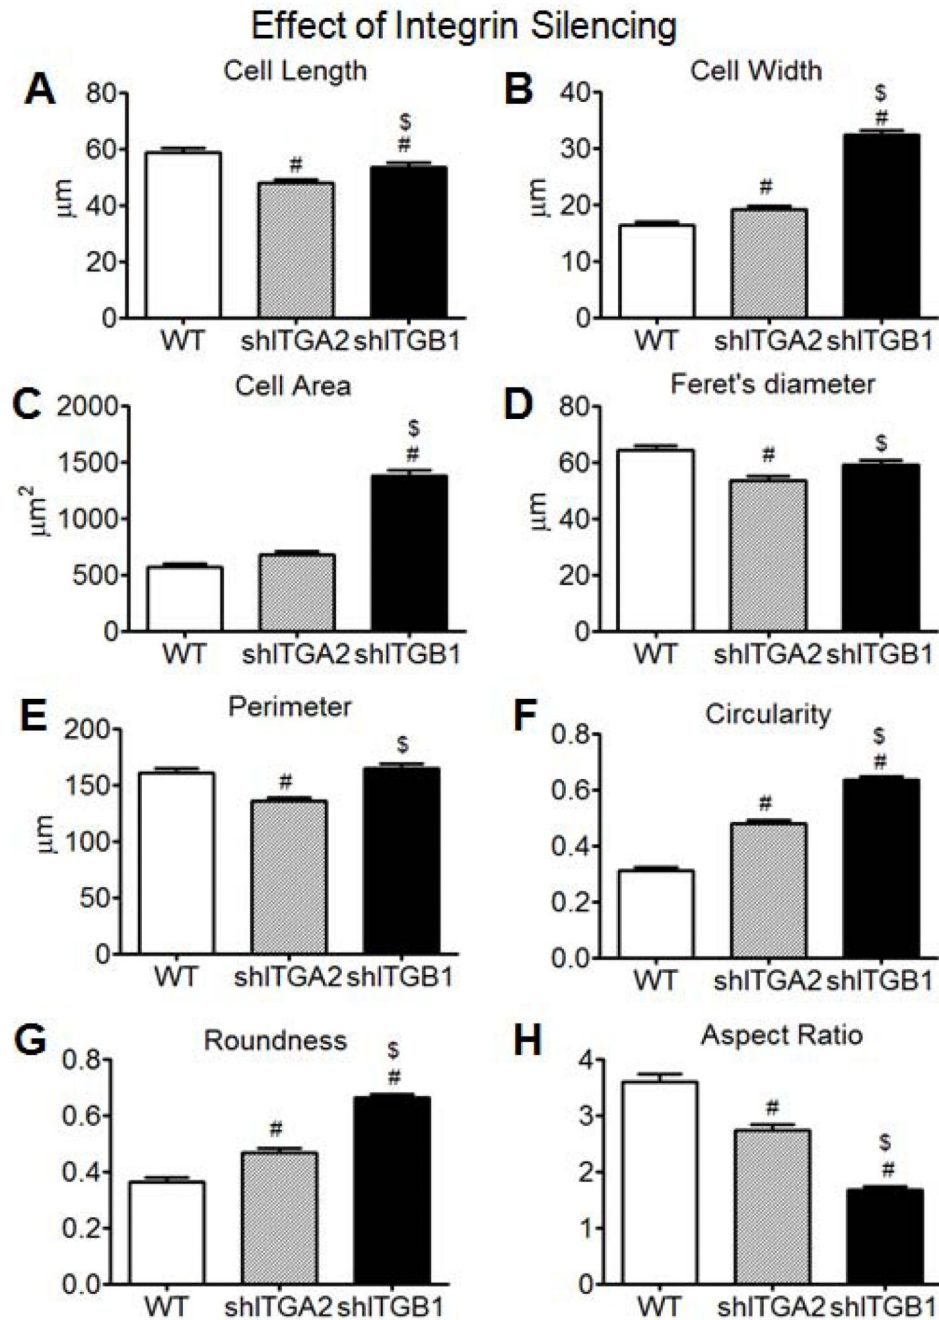 Effect of Integrin Silencing
A
Cell Length
80
60
40
20
0
µm
#
$
#
WT shITGA2 shITGB1
B
Cell Width
40
30
20
10
0
µm
#
$
#
WT shITGA2 shITGB1
C
Cell Area
2000
1500
1000
500
0
µm²
$
#
WT shITGA2 shITGB1
D
Feret's diameter
80
60
40
20
0
µm
#
$
WT shITGA2 shITGB1
E
Perimeter
200
150
100
50
0
µm
#
$
WT shITGA2 shITGB1
F
Circularity
0.8
0.6
0.4
0.2
0.0
#
$
#
WT shITGA2 shITGB1
G
Roundness
0.8
0.6
0.4
0.2
0.0
#
$
#
WT shITGA2 shITGB1
H
Aspect Ratio
4
3
2
1
0
#
$
#
WT shITGA2 shITGB1